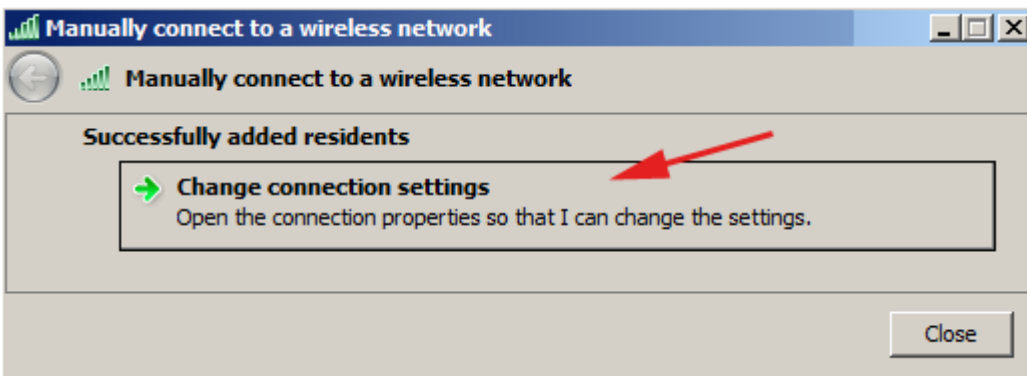 Manually connect to a wireless network
Manually connect to a wireless network
Successfully added residents
Change connection settings
Open the connection properties so that I can change the settings.
Close